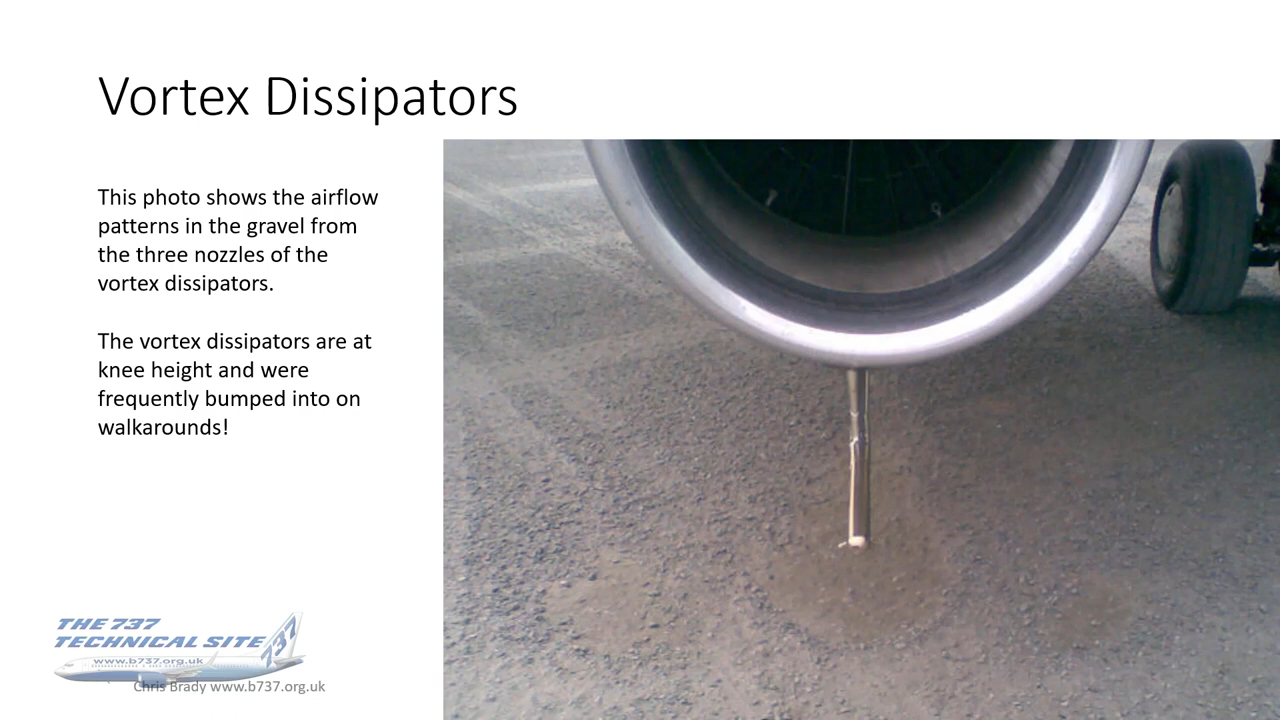 Vortex Dissipators
This photo shows the airflow
patterns in the gravel from
the three nozzles of the
vortex dissipators.
The vortex dissipators are at
knee height and were
frequently bumped into on
walkarounds!
THE 737
TECHNICAL SITE
737
www.b737.org.uk
Chris Brady www.b737.org.uk